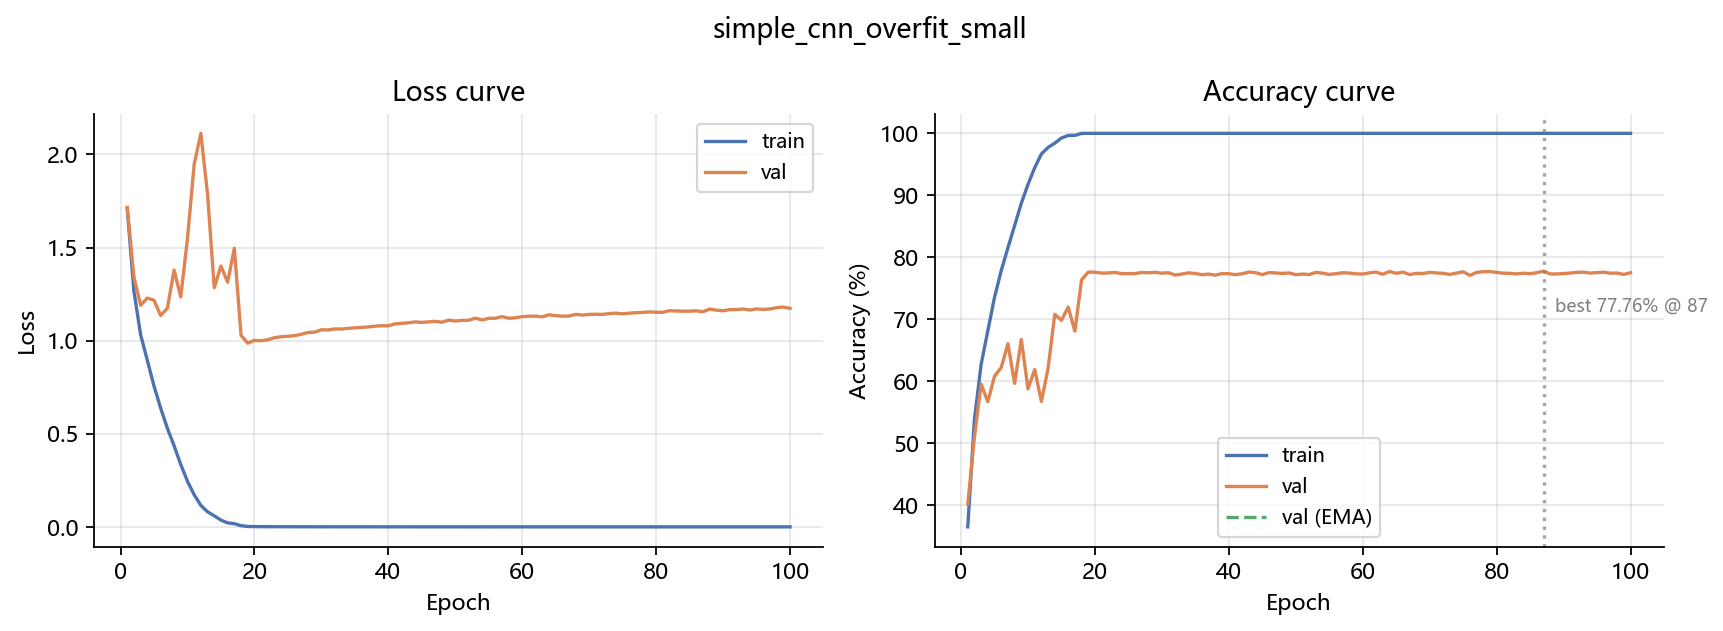 simple_cnn_overfit_small
Loss curve
Loss
2.0
1.5
1.0
0.5
0.0
0 20 40 60 80 100
Epoch
train
val
Accuracy curve
Accuracy (%)
100
90
80
70
60
50
40
0 20 40 60 80 100
Epoch
best 77.76% @ 87
train
val
val (EMA)